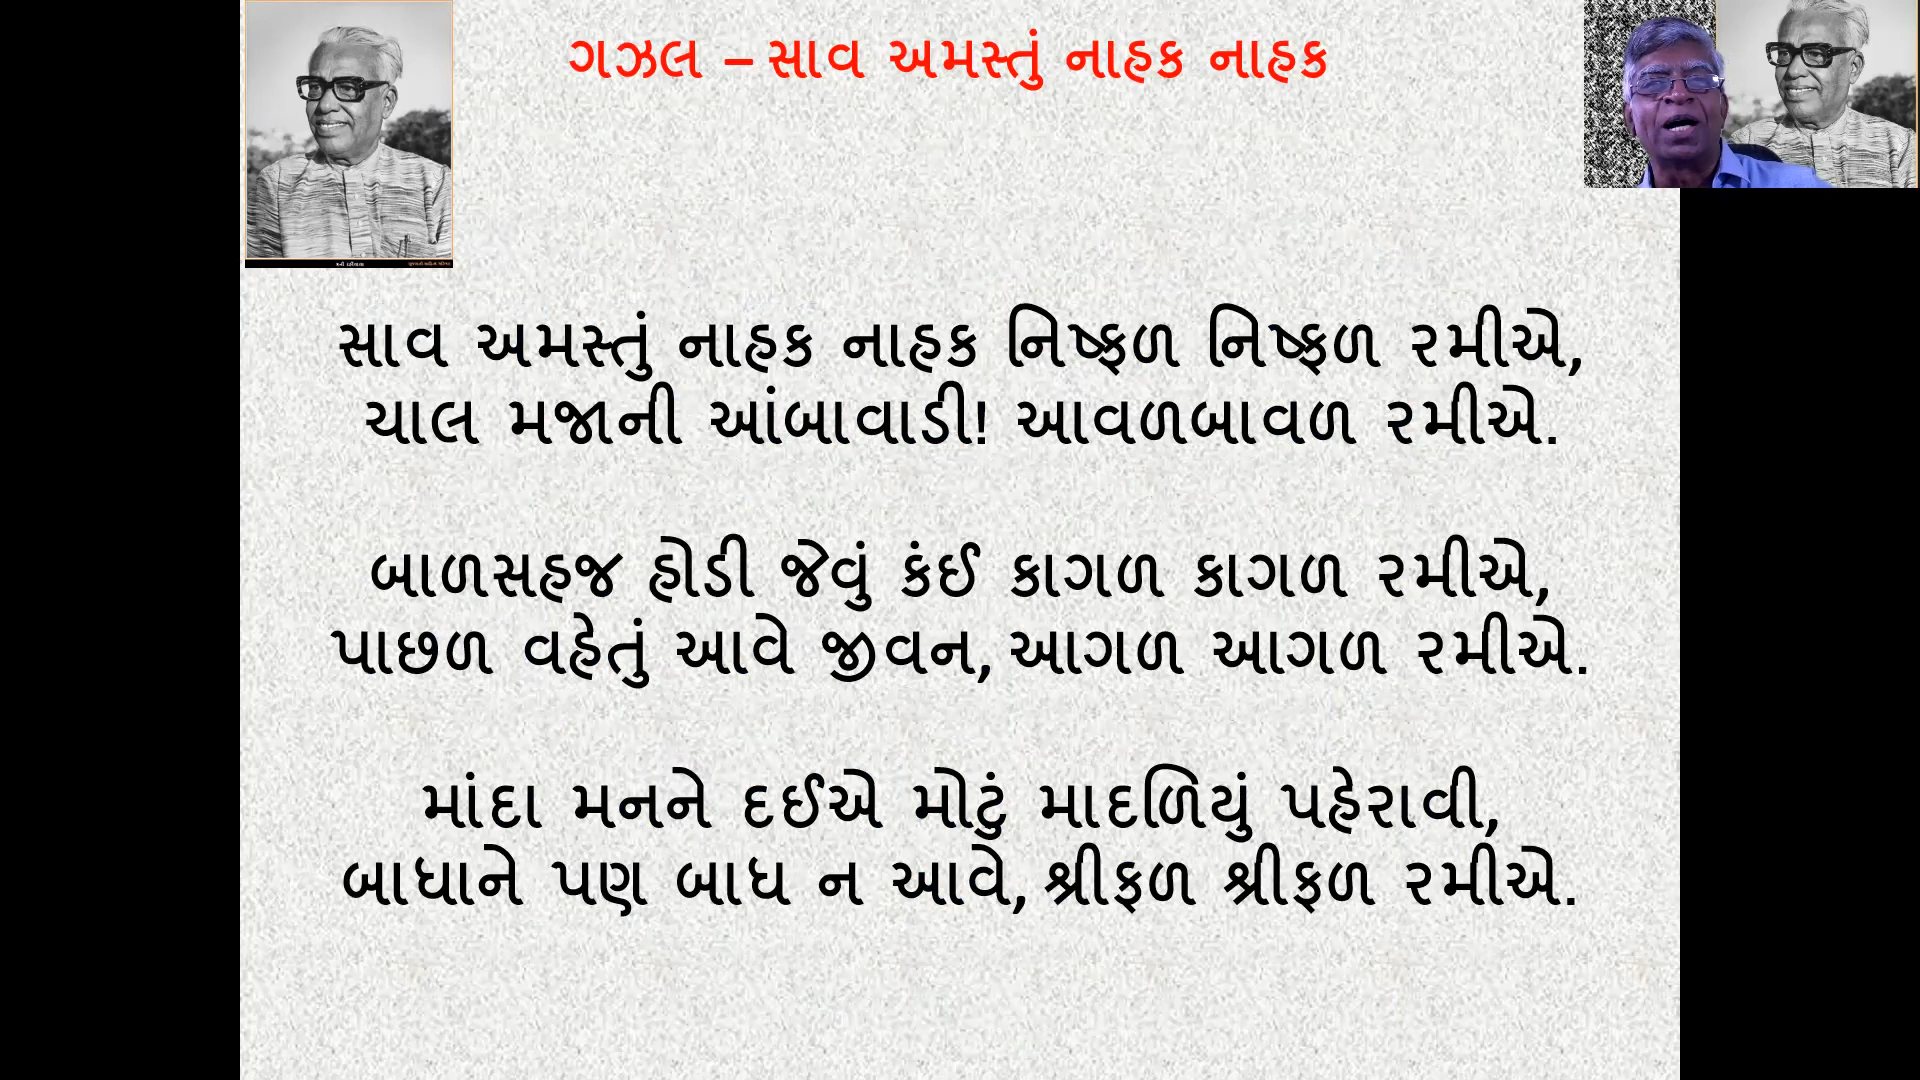 ગઝલ – સાવ અમસ્તું નાહક નાહક
સાવ અમસ્તું નાહક નાહક નિષ્ફળ નિષ્ફળ રમીએ,
ચાલ મજાની આંબાવાડી! આવળબાવળ રમીએ.
બાળસહજ હોડી જેવું કંઈ કાગળ કાગળ રમીએ,
પાછળ વહેતું આવે જીવન, આગળ આગળ રમીએ.
માંદા મનને દઈએ મોટું માદળિયું પહેરાવી,
બાધાને પણ બાધ ન આવે, શ્રીફળ શ્રીફળ રમીએ.